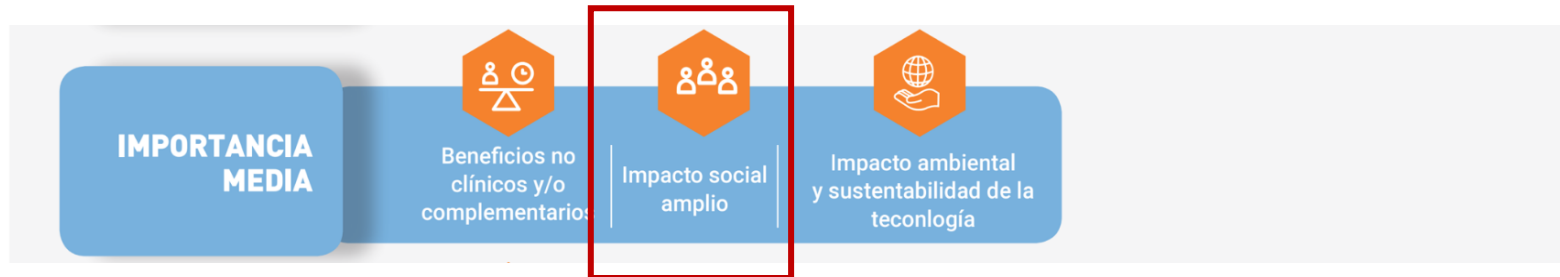 IMPORTANCIA
MEDIA
Beneficios no
clínicos y/o
complementarios
Impacto social
amplio
Impacto ambiental
y sustentabilidad de la
teconlogía